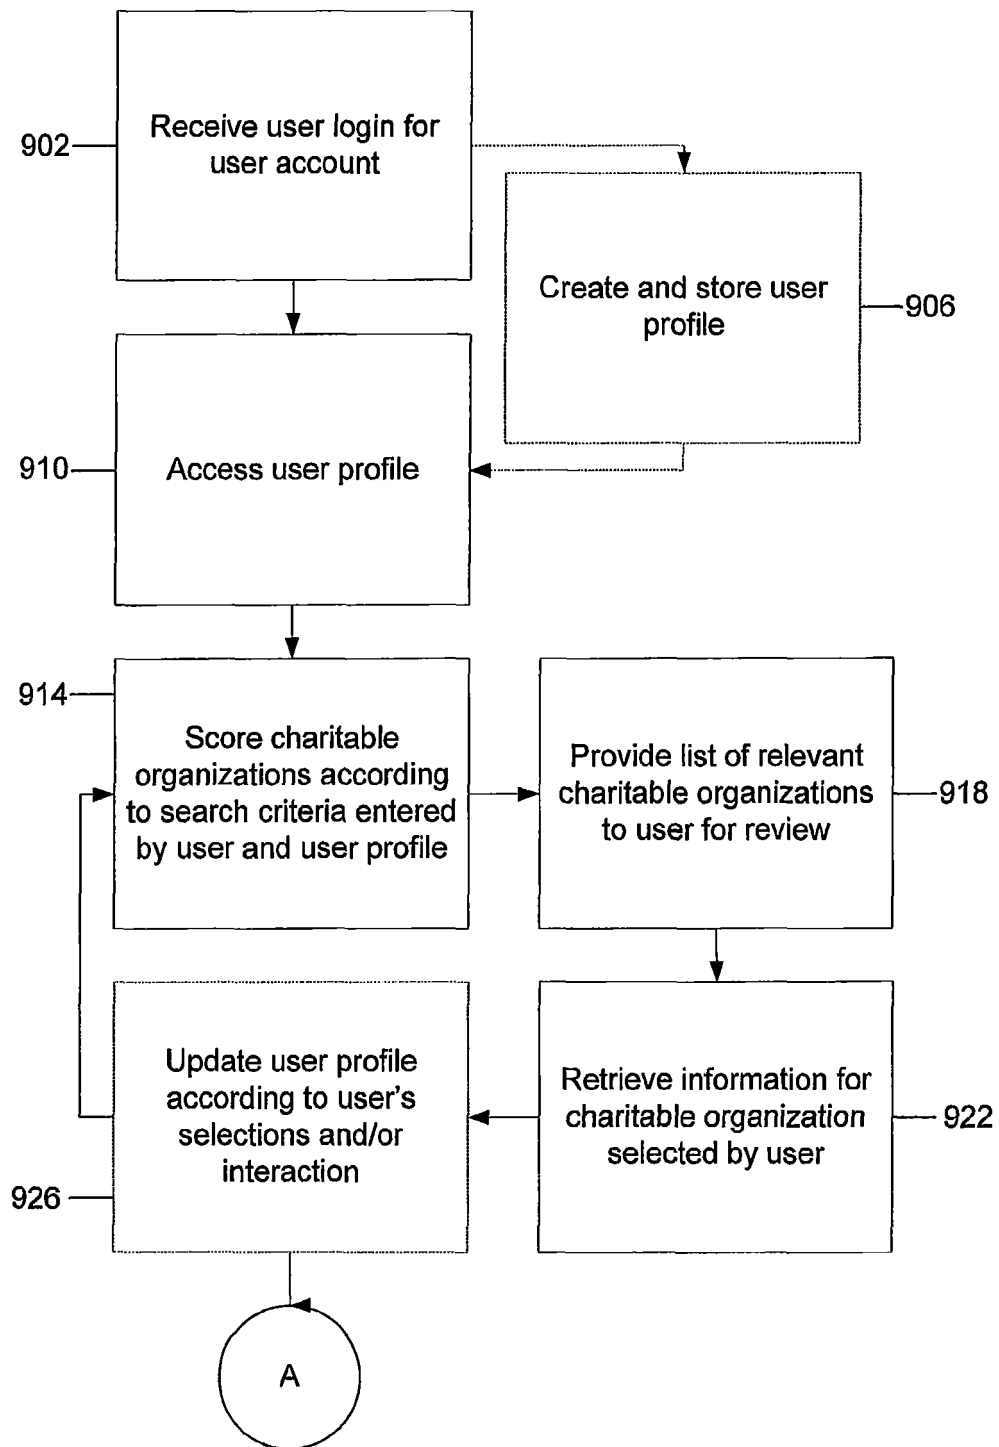 902
Receive user login for
user account
Create and store user
profile
906
910
Access user profile
914
Score charitable
organizations according
to search criteria entered
by user and user profile
Provide list of relevant
charitable organizations
to user for review
918
Update user profile
according to user's
selections and/or
interaction
926
Retrieve information for
charitable organization
selected by user
922
A